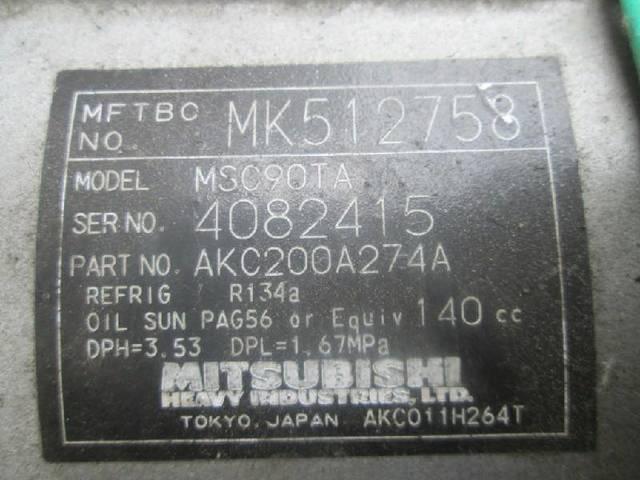 MFTBC NO. MK512758
MODEL MSC90TA
SER NO. 4082415
PART NO. AKC200A274A
REFRIG R134a
OIL SUN PAG56 or Equiv 140 cc
DPH=3.53 DPL=1.67MPa
MITSUBISHI
HEAVY INDUSTRIES, LTD.
TOKYO, JAPAN AKC011H264T